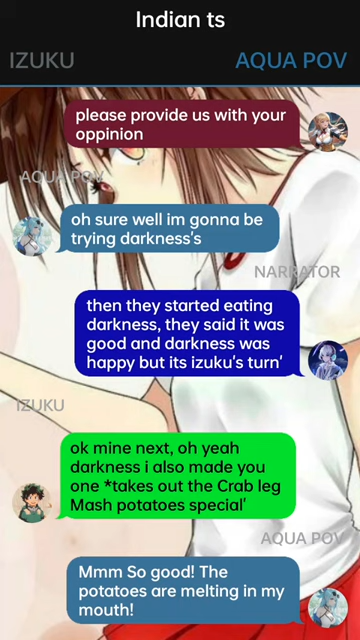 Indian ts
IZUKU
AQUA POV
please provide us with your
oppinion
AQUA POV
oh sure well im gonna be
trying darkness's
NARRATOR
then they started eating
darkness, they said it was
good and darkness was
happy but its izuku's turn'
IZUKU
ok mine next, oh yeah
darkness i also made you
one *takes out the Crab leg
Mash potatoes special'
AQUA POV
Mmm So good! The
potatoes are melting in my
mouth!